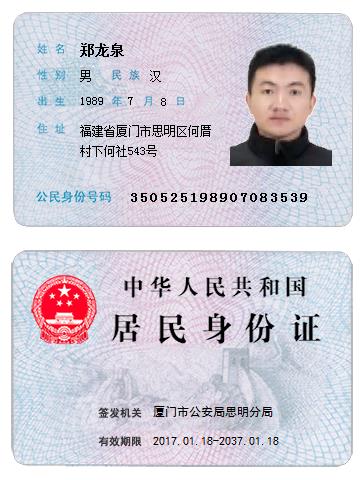 姓名 郑龙泉
性别 男 民族 汉
出生 1989 年 7 月 8 日
住址 福建省厦门市思明区何厝
村下何社543号
公民身份号码 350525198907083539
中华人民共和国
居民身份证
签发机关 厦门市公安局思明分局
有效期限 2017.01.18-2037.01.18